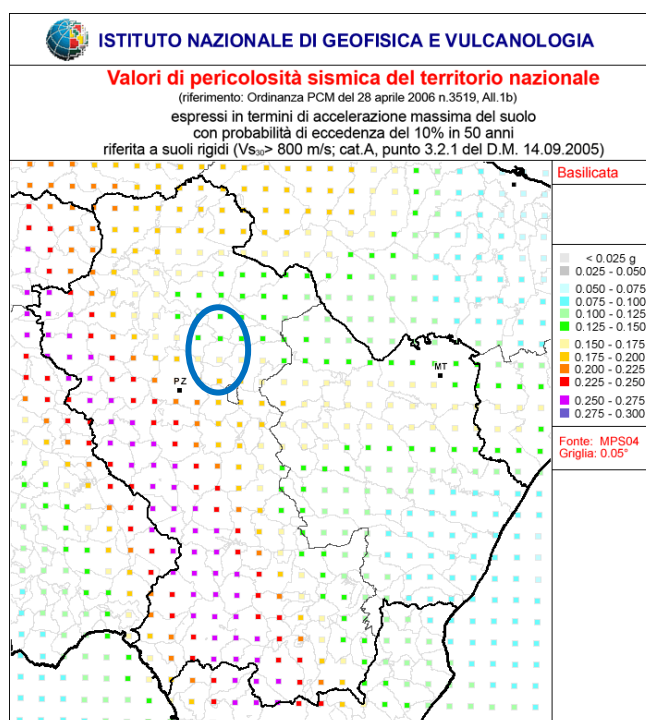 ISTITUTO NAZIONALE DI GEOFISICA E VULCANOLOGIA
Valori di pericolosità sismica del territorio nazionale
(riferimento: Ordinanza PCM del 28 aprile 2006 n.3519, All.1b)
espressi in termini di accelerazione massima del suolo
con probabilità di eccedenza del 10% in 50 anni
riferita a suoli rigidi (Vs₃₀> 800 m/s; cat.A, punto 3.2.1 del D.M. 14.09.2005)
Basilicata
< 0.025 g
0.025 - 0.050
0.050 - 0.075
0.075 - 0.100
0.100 - 0.125
0.125 - 0.150
0.150 - 0.175
0.175 - 0.200
0.200 - 0.225
0.225 - 0.250
0.250 - 0.275
0.275 - 0.300
Fonte: MPS04
Griglia: 0.05°
MT
PZ